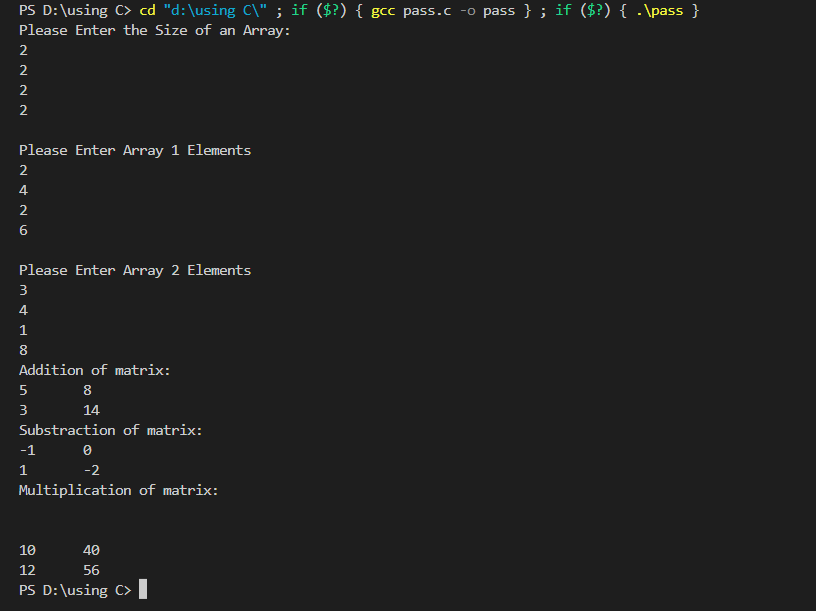 PS D:\using C> cd "d:\using C\" ; if ($?) { gcc pass.c -o pass } ; if ($?) { .\pass }
Please Enter the Size of an Array:
2
2
2
2
Please Enter Array 1 Elements
2
4
2
6
Please Enter Array 2 Elements
3
4
1
8
Addition of matrix:
5 8
3 14
Substraction of matrix:
-1 0
1 -2
Multiplication of matrix:
10 40
12 56
PS D:\using C>